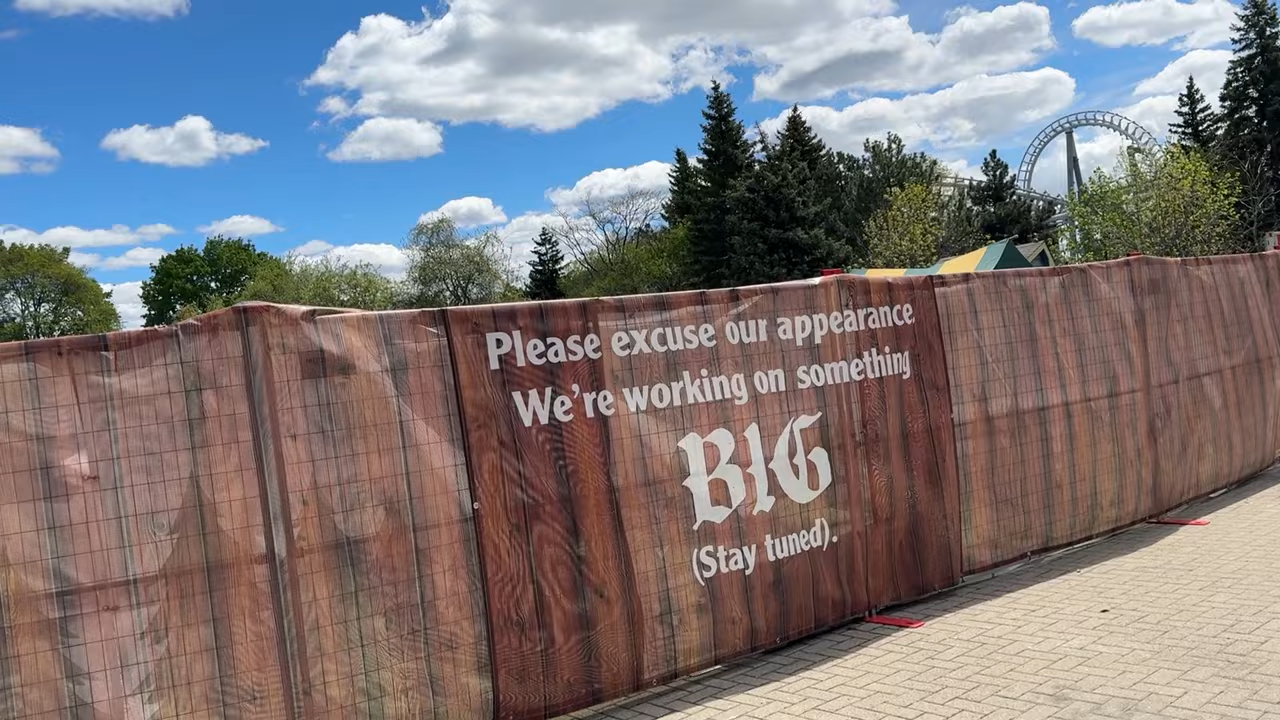 Please excuse our appearance.
We're working on something
BIG
(Stay tuned).